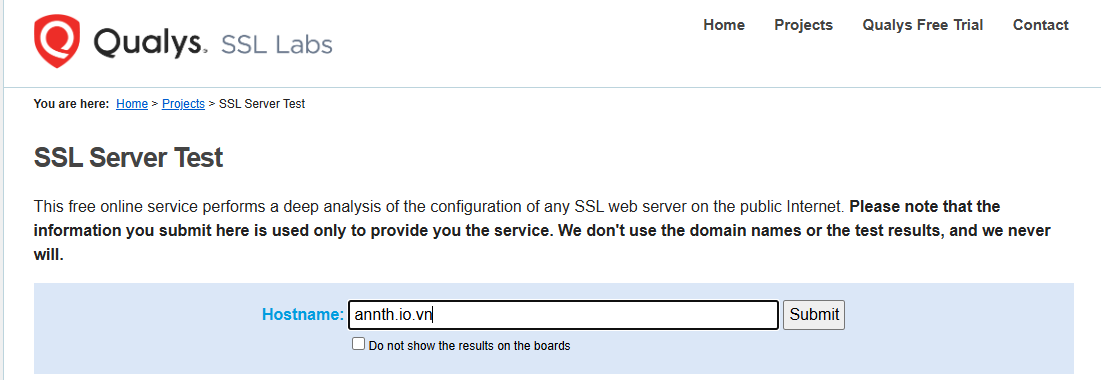 Qualys. SSL Labs
Home Projects Qualys Free Trial Contact
You are here: Home > Projects > SSL Server Test
SSL Server Test
This free online service performs a deep analysis of the configuration of any SSL web server on the public Internet. Please note that the
information you submit here is used only to provide you the service. We don't use the domain names or the test results, and we never
will.
Hostname: annth.io.vn Submit
Do not show the results on the boards